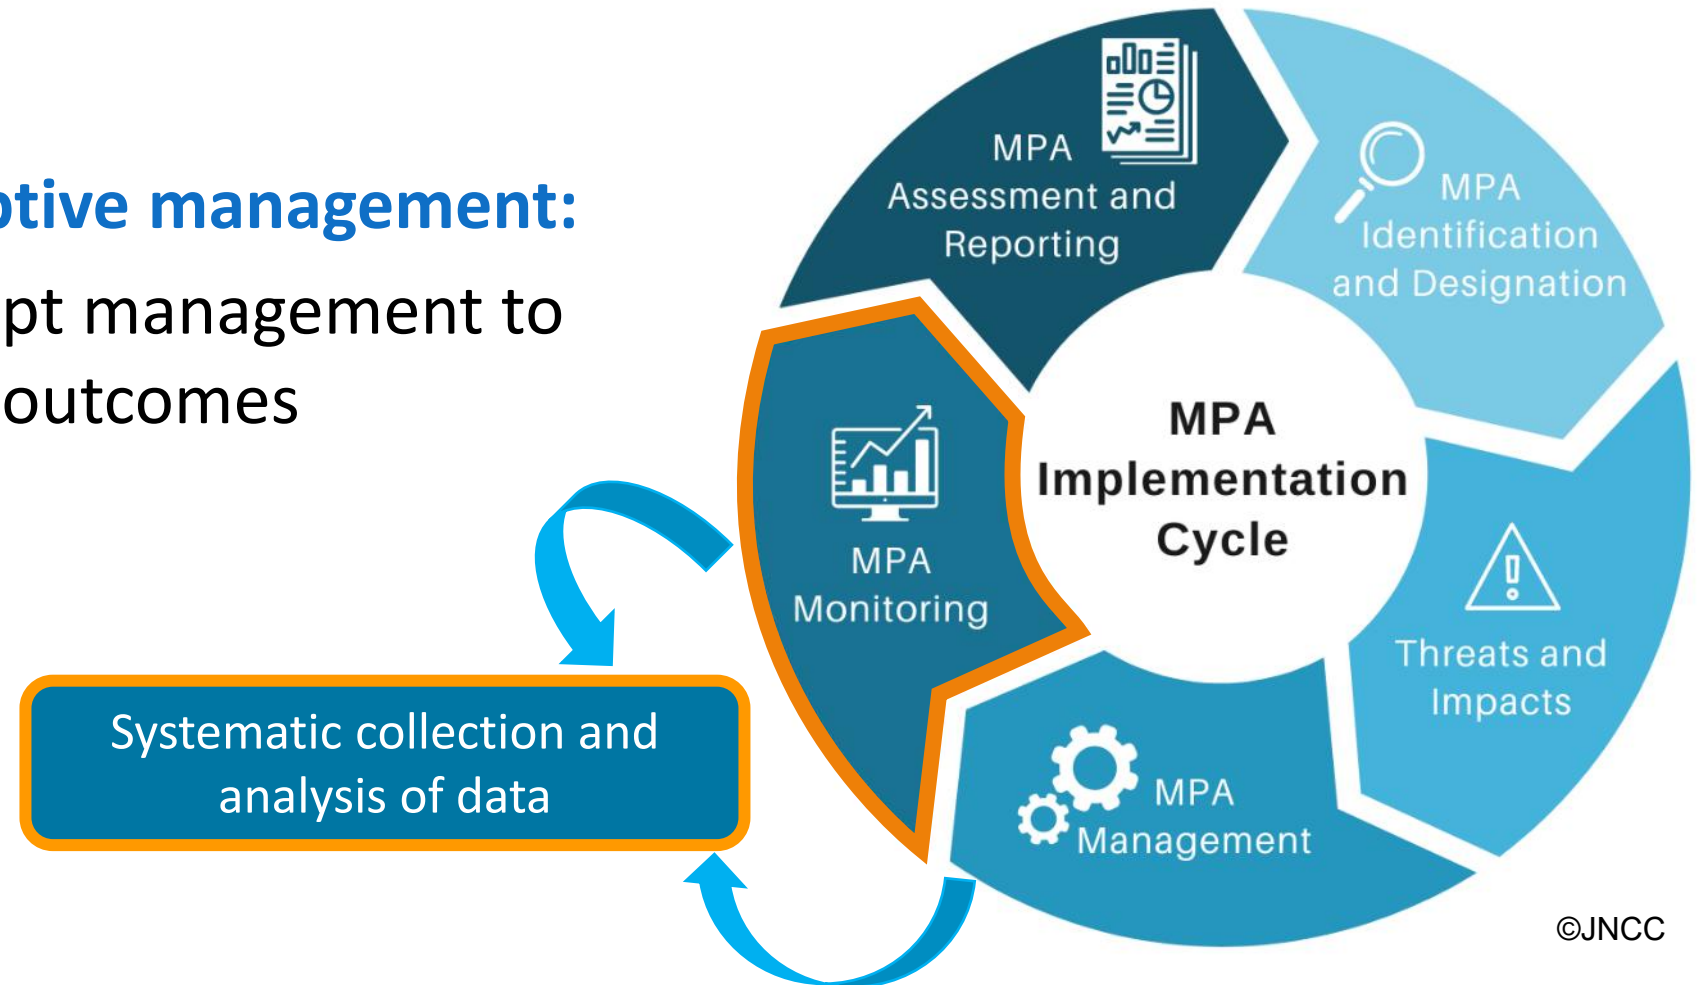 ptive management:
pt management to
outcomes
Systematic collection and
analysis of data
MPA
Assessment and
Reporting
MPA
Identification
and Designation
Threats and
Impacts
MPA
Management
MPA
Monitoring
MPA
Implementation
Cycle
©JNCC